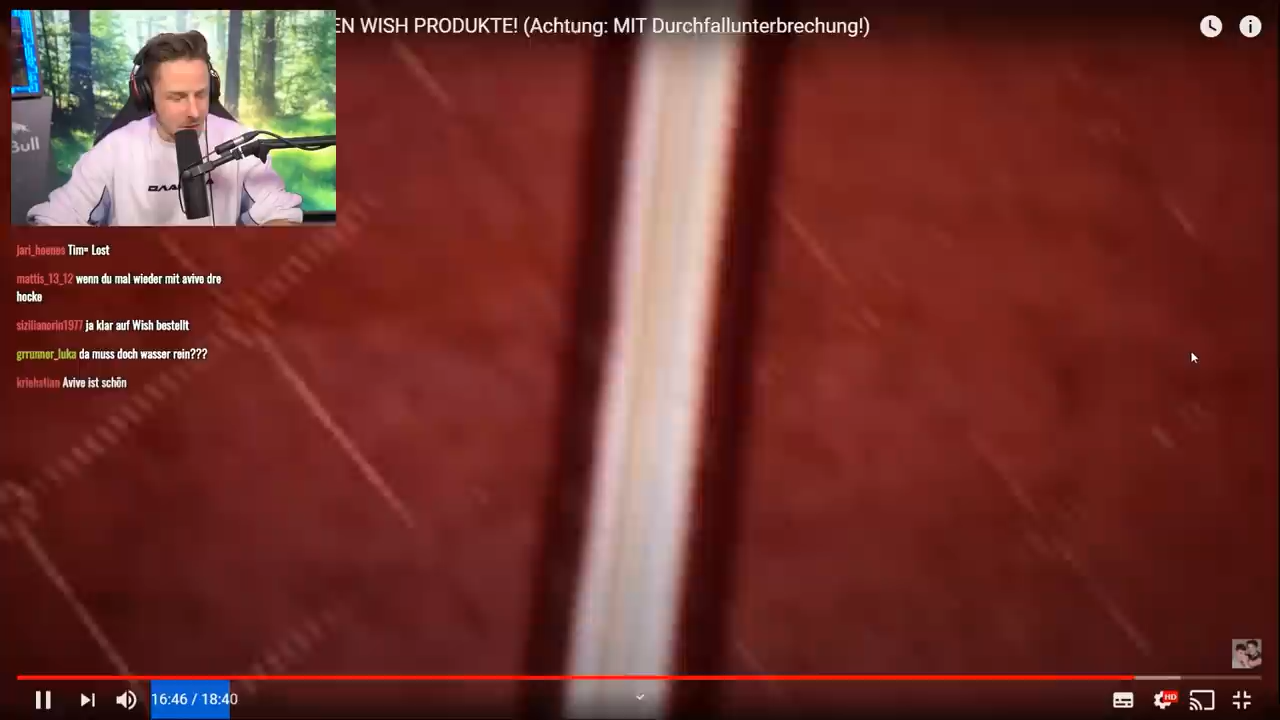 EN WISH PRODUKTE! (Achtung: MIT Durchfallunterbrechung!)
Bull
jari_hoenes Tim= Lost
mattis_13_12 wenn du mal wieder mit avive dre
hocke
sizilianorin1977 ja klar auf Wish bestellt
grrunner_luka da muss doch wasser rein???
kriehstian Avive ist schön
16:46 / 18:40
HD